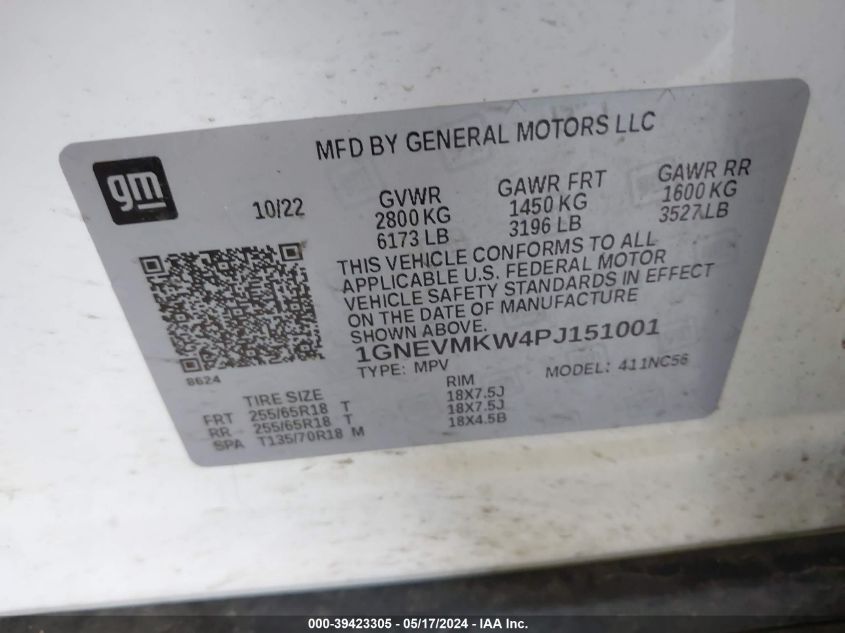 MFD BY GENERAL MOTORS LLC
gm
10/22
GVWR
2800 KG
6173 LB
GAWR FRT
1450 KG
3196 LB
GAWR RR
1600 KG
3527 LB
THIS VEHICLE CONFORMS TO ALL
APPLICABLE U.S. FEDERAL MOTOR
VEHICLE SAFETY STANDARDS IN EFFECT
ON THE DATE OF MANUFACTURE
SHOWN ABOVE.
1GNEVMKW4PJ151001
TYPE: MPV
MODEL: 411NC56
8624
TIRE SIZE
RIM
FRT 255/65R18 T 18X7.5J
RR 255/65R18 T 18X7.5J
SPA T135/70R18 M 18X4.5B
000-39423305 - 05/17/2024 - IAA Inc.